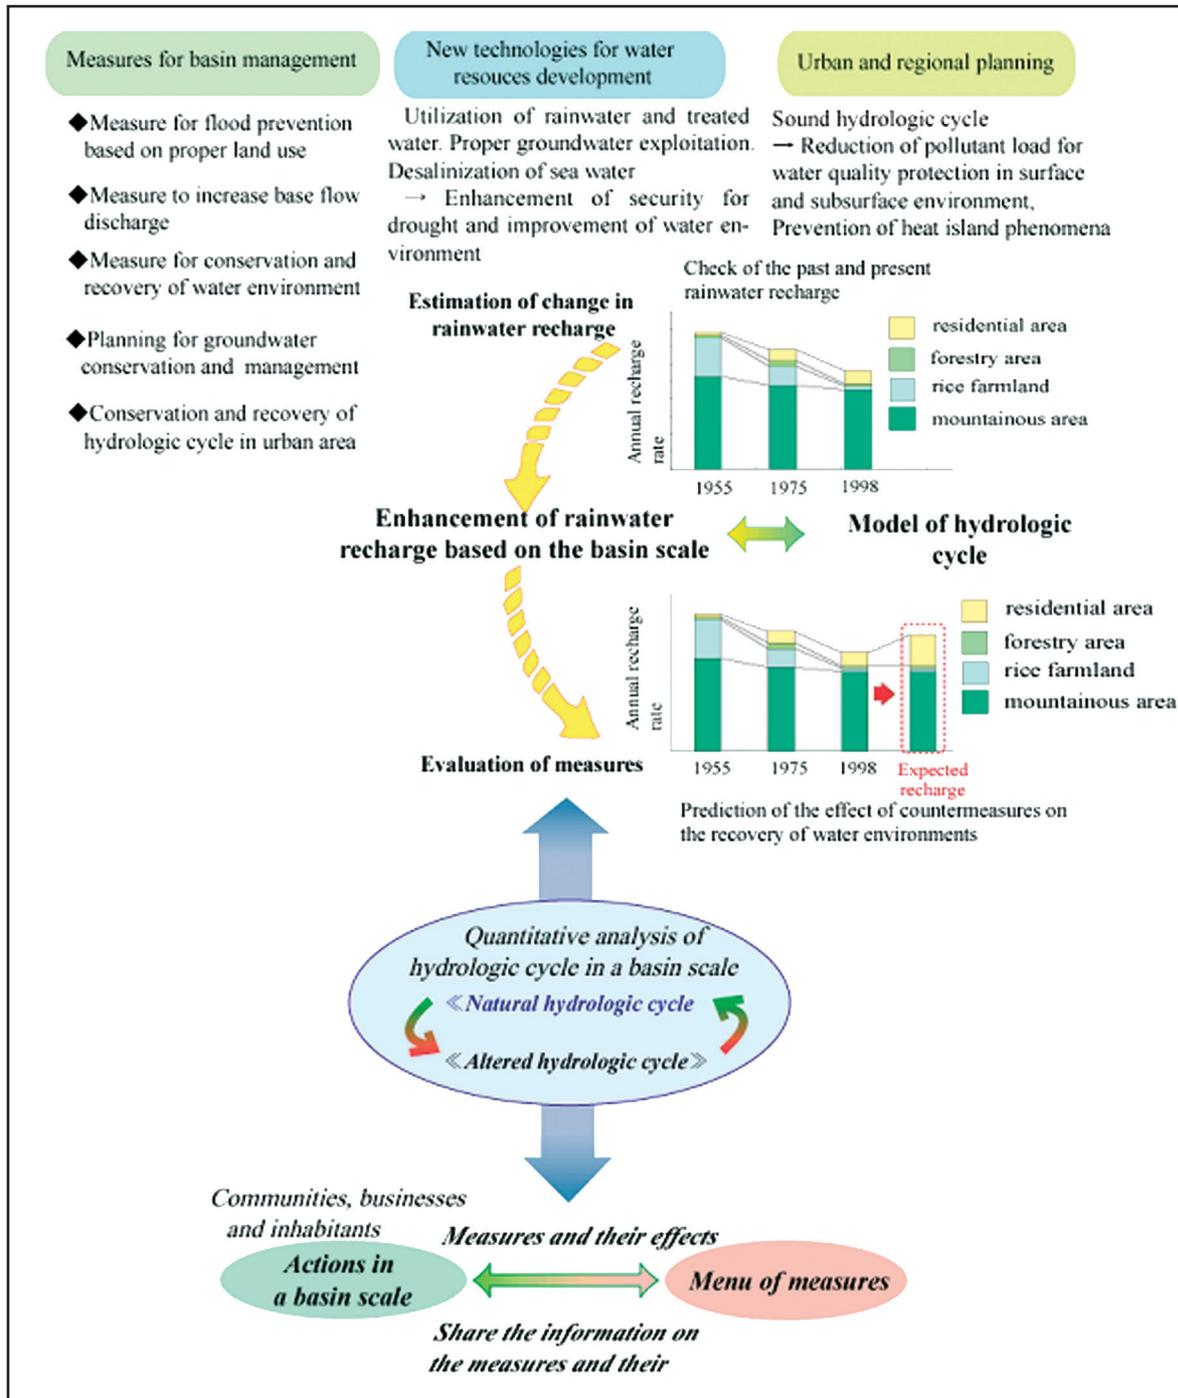 Measures for basin management
◆Measure for flood prevention
based on proper land use
◆Measure to increase base flow
discharge
◆Measure for conservation and
recovery of water environment
◆Planning for groundwater
conservation and management
◆Conservation and recovery of
hydrologic cycle in urban area
New technologies for water
resouces development
Utilization of rainwater and treated
water. Proper groundwater exploitation.
Desalinization of sea water
→ Enhancement of security for
drought and improvement of water en-
vironment
Urban and regional planning
Sound hydrologic cycle
→ Reduction of pollutant load for
water quality protection in surface
and subsurface environment,
Prevention of heat island phenomena
Estimation of change in
rainwater recharge
Check of the past and present
rainwater recharge
Annual recharge
rate
1955 1975 1998
residential area
forestry area
rice farmland
mountainous area
Enhancement of rainwater
recharge based on the basin scale
Model of hydrologic
cycle
Annual recharge
rate
1955 1975 1998
Expected
recharge
residential area
forestry area
rice farmland
mountainous area
Evaluation of measures
Prediction of the effect of countermeasures on
the recovery of water environments
Quantitative analysis of
hydrologic cycle in a basin scale
≪Natural hydrologic cycle
≪Altered hydrologic cycle≫
Communities, businesses
and inhabitants
Actions in
a basin scale
Measures and their effects
Menu of measures
Share the information on
the measures and their